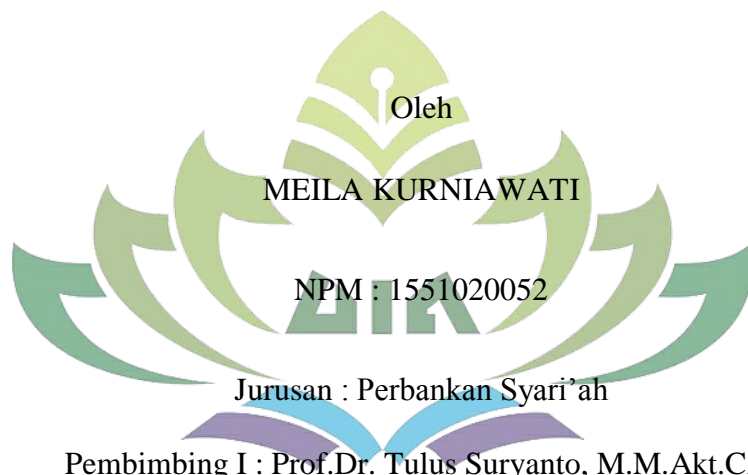 Oleh
MEILA KURNIAWATI
NPM : 1551020052
Jurusan : Perbankan Syari’ah
Pembimbing I : Prof.Dr. Tulus Suryanto, M.M.Akt.C.